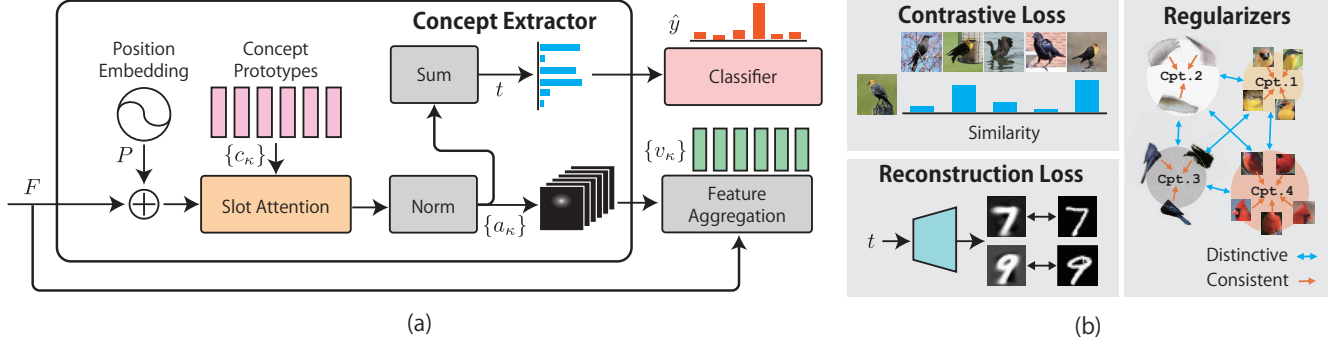 Concept Extractor
Position
Embedding
Concept
Prototypes
P
{c_κ}
F
Slot Attention
Norm
Sum
t
{a_κ}
ŷ
Classifier
{v_κ}
Feature
Aggregation
(a)
Contrastive Loss
Similarity
Reconstruction Loss
t
Regularizers
Cpt.2
Cpt.1
Cpt.3
Cpt.4
Distinctive
Consistent
(b)